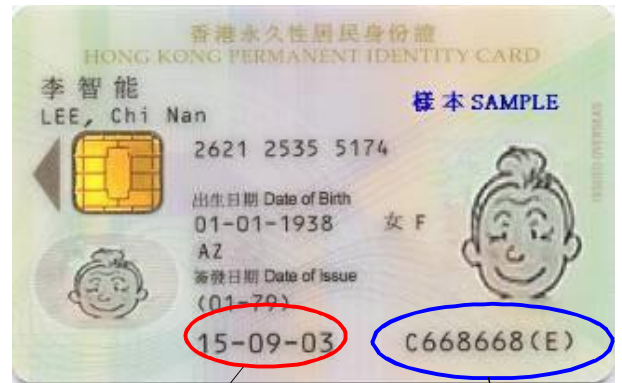 香港永久性居民身份證
HONG KONG PERMANENT IDENTITY CARD
李智能
LEE, Chi Nan
樣本 SAMPLE
2621 2535 5174
出生日期 Date of Birth
01-01-1938 女 F
AZ
簽發日期 Date of Issue
(01-79)
15-09-03 C668668(E)
ISSUED OVERSEAS